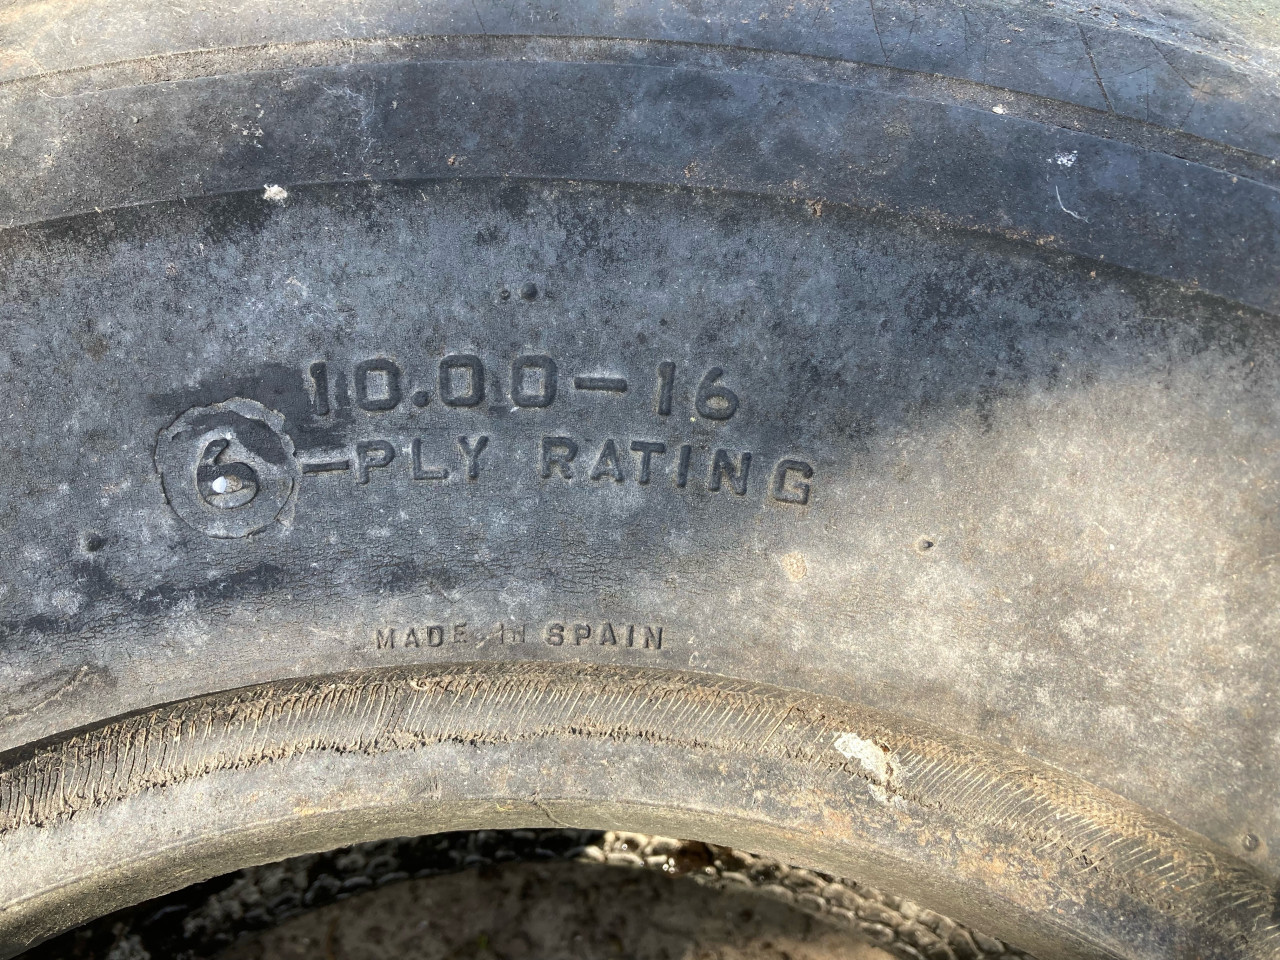 10.00-16
6-PLY RATING
MADE IN SPAIN